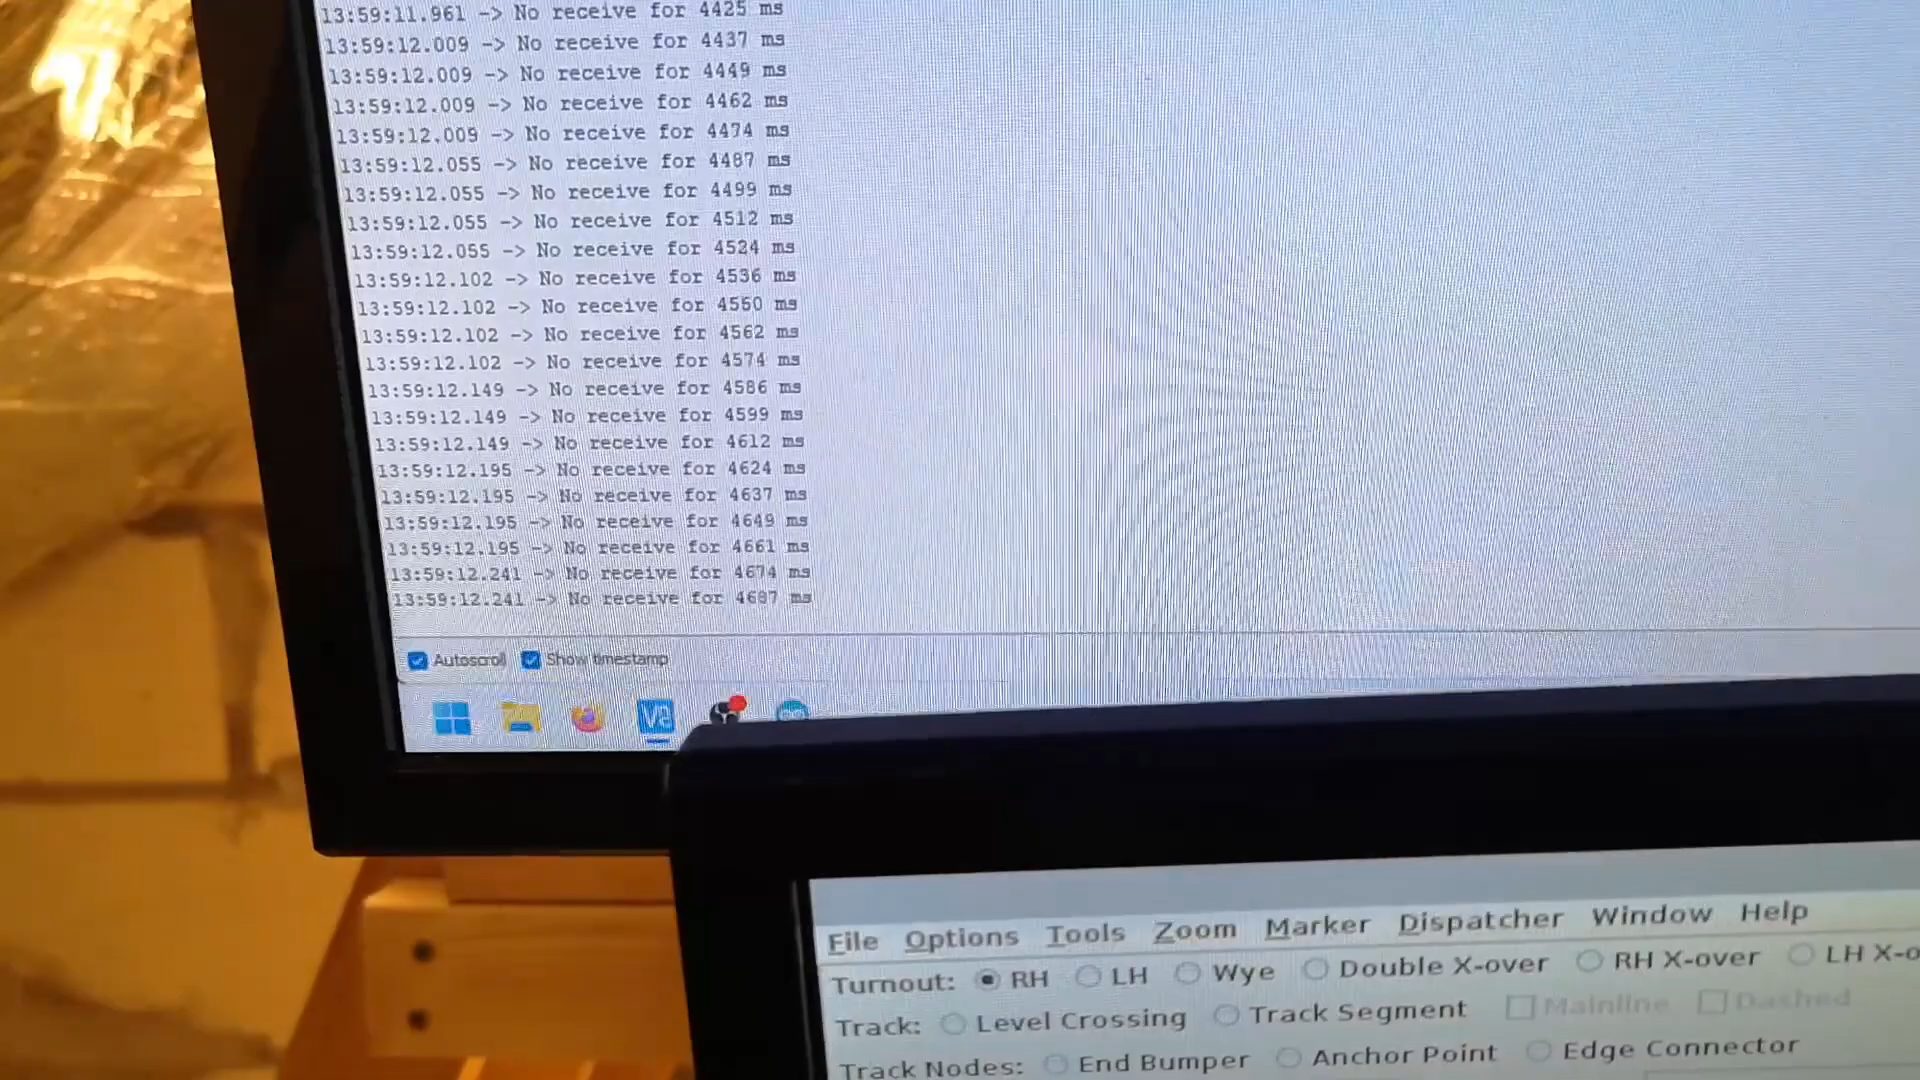 13:59:11.961 -> No receive for 4425 ms
13:59:12.009 -> No receive for 4437 ms
13:59:12.009 -> No receive for 4449 ms
13:59:12.009 -> No receive for 4462 ms
13:59:12.009 -> No receive for 4474 ms
13:59:12.055 -> No receive for 4487 ms
13:59:12.055 -> No receive for 4499 ms
13:59:12.055 -> No receive for 4512 ms
13:59:12.055 -> No receive for 4524 ms
13:59:12.102 -> No receive for 4536 ms
13:59:12.102 -> No receive for 4550 ms
13:59:12.102 -> No receive for 4562 ms
13:59:12.102 -> No receive for 4574 ms
13:59:12.149 -> No receive for 4586 ms
13:59:12.149 -> No receive for 4599 ms
13:59:12.149 -> No receive for 4612 ms
13:59:12.195 -> No receive for 4624 ms
13:59:12.195 -> No receive for 4637 ms
13:59:12.195 -> No receive for 4649 ms
13:59:12.195 -> No receive for 4661 ms
13:59:12.241 -> No receive for 4674 ms
13:59:12.241 -> No receive for 4687 ms
Autoscroll Show timestamp
File Options Tools Zoom Marker Dispatcher Window Help
Turnout: RH LH Wye Double X-over RH X-over LH X-o
Track: Level Crossing Track Segment Mainline Dashed
Track Nodes: End Bumper Anchor Point Edge Connector